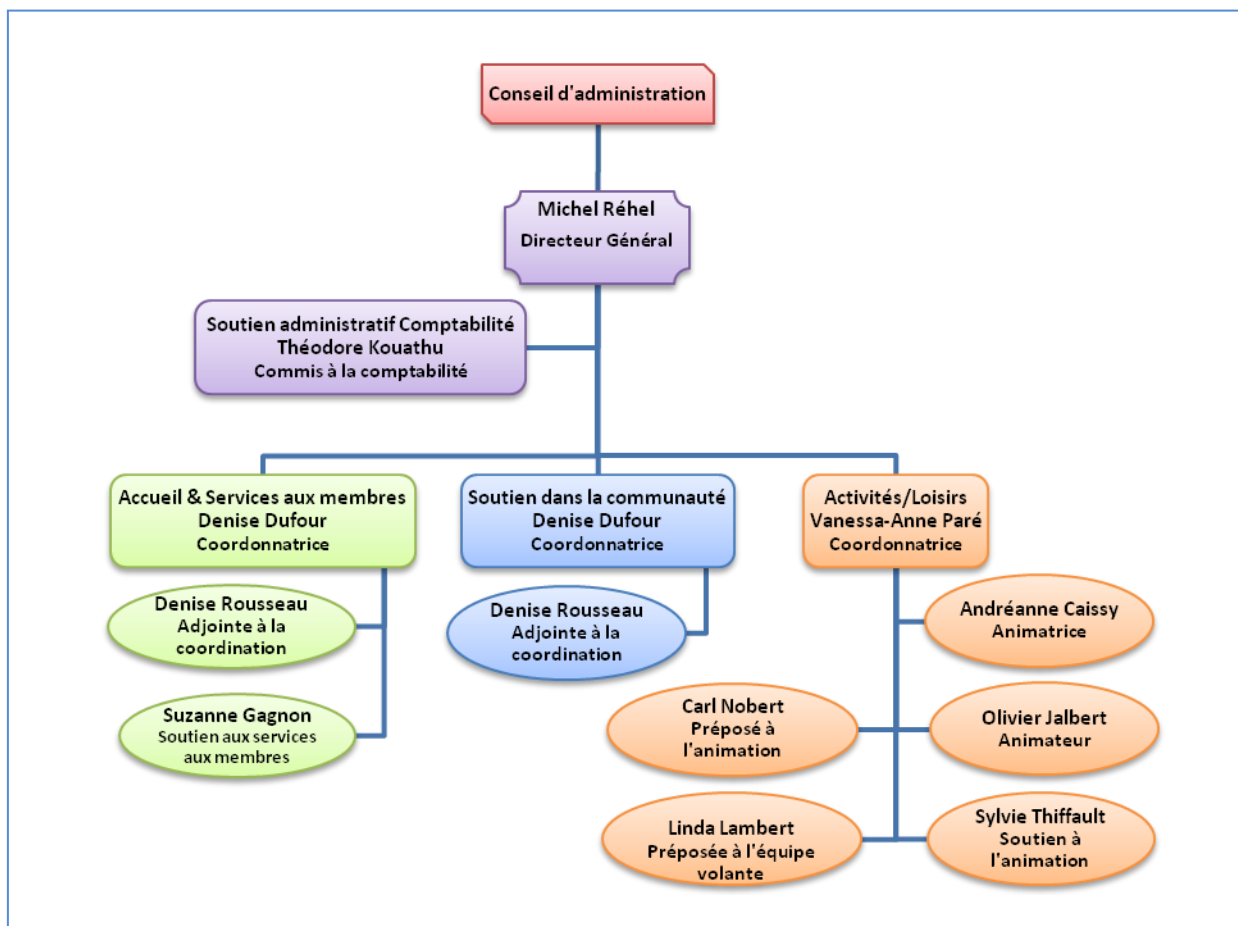 Conseil d'administration
Michel Réhel
Directeur Général
Soutien administratif Comptabilité
Théodore Kouathu
Commis à la comptabilité
Accueil & Services aux membres
Denise Dufour
Coordonnatrice
Soutien dans la communauté
Denise Dufour
Coordonnatrice
Activités/Loisirs
Vanessa-Anne Paré
Coordonnatrice
Denise Rousseau
Adjointe à la
coordination
Denise Rousseau
Adjointe à la
coordination
Andréanne Caissy
Animatrice
Suzanne Gagnon
Soutien aux services
aux membres
Carl Nobert
Préposé à
l'animation
Olivier Jalbert
Animateur
Linda Lambert
Préposée à l'équipe
volante
Sylvie Thiffault
Soutien à
l'animation